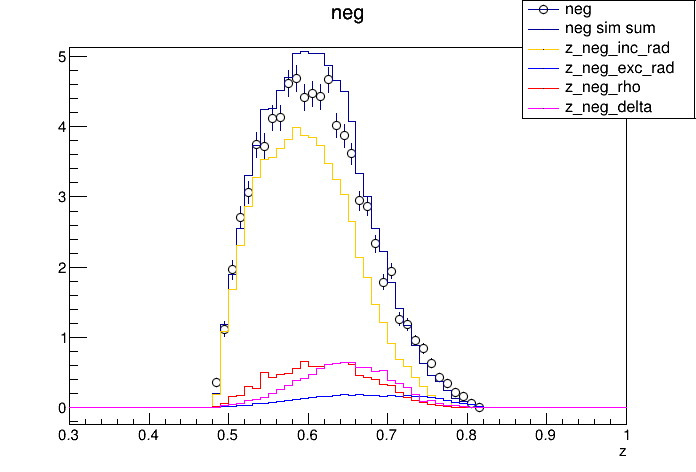 neg
neg
neg sim sum
z_neg_inc_rad
z_neg_exc_rad
z_neg_rho
z_neg_delta
5
4
3
2
1
0
0.3 0.4 0.5 0.6 0.7 0.8 0.9 1
z